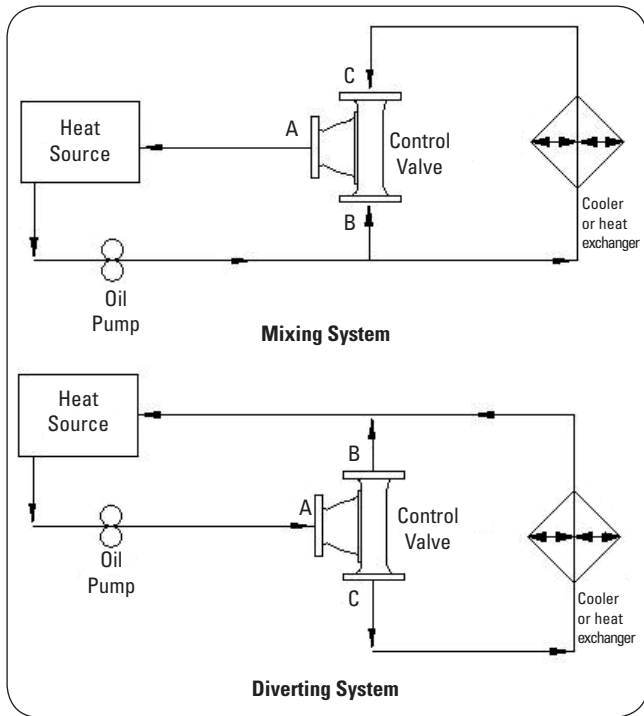 C
Heat
Source
A
Control
Valve
B
Cooler
or heat
exchanger
Oil
Pump
Mixing System
Heat
Source
B
A
Control
Valve
Oil
Pump
C
Cooler
or heat
exchanger
Diverting System